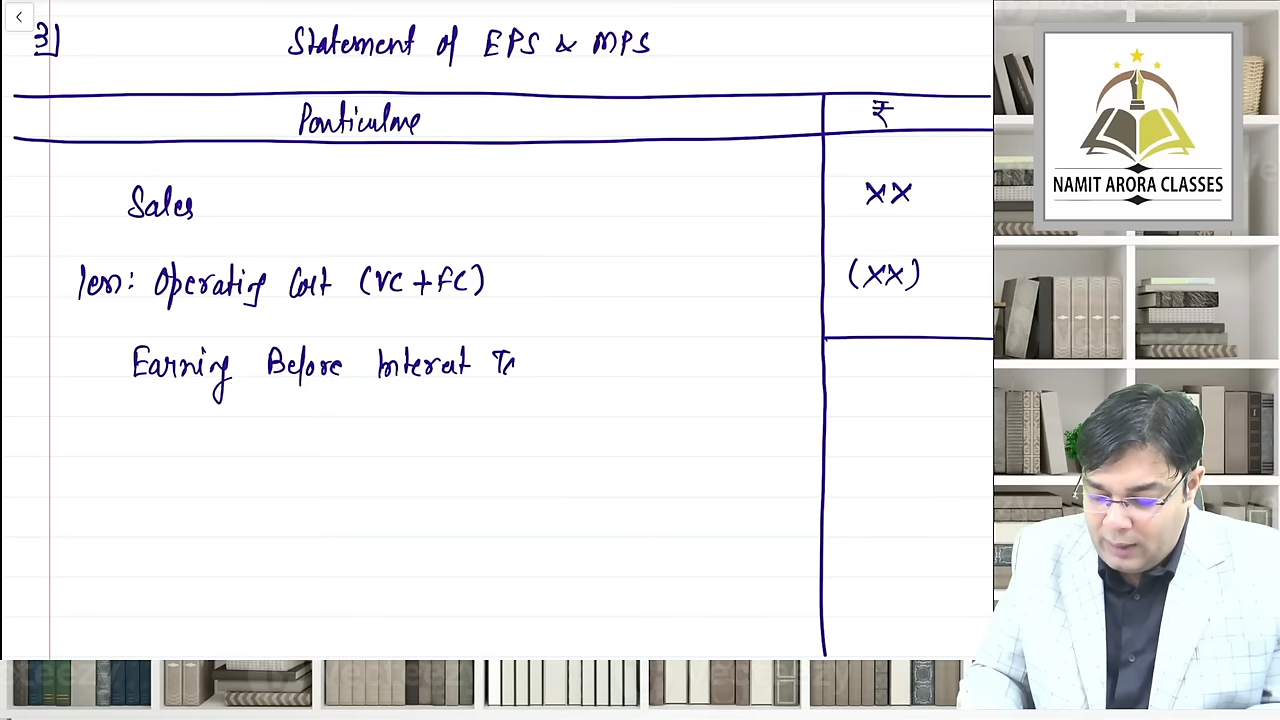 3]
Statement of EPS & MPS
Particulars
₹
Sales
XX
less: Operating Cost (VC + FC)
(XX)
Earning Before Interest Ta
NAMIT ARORA CLASSES